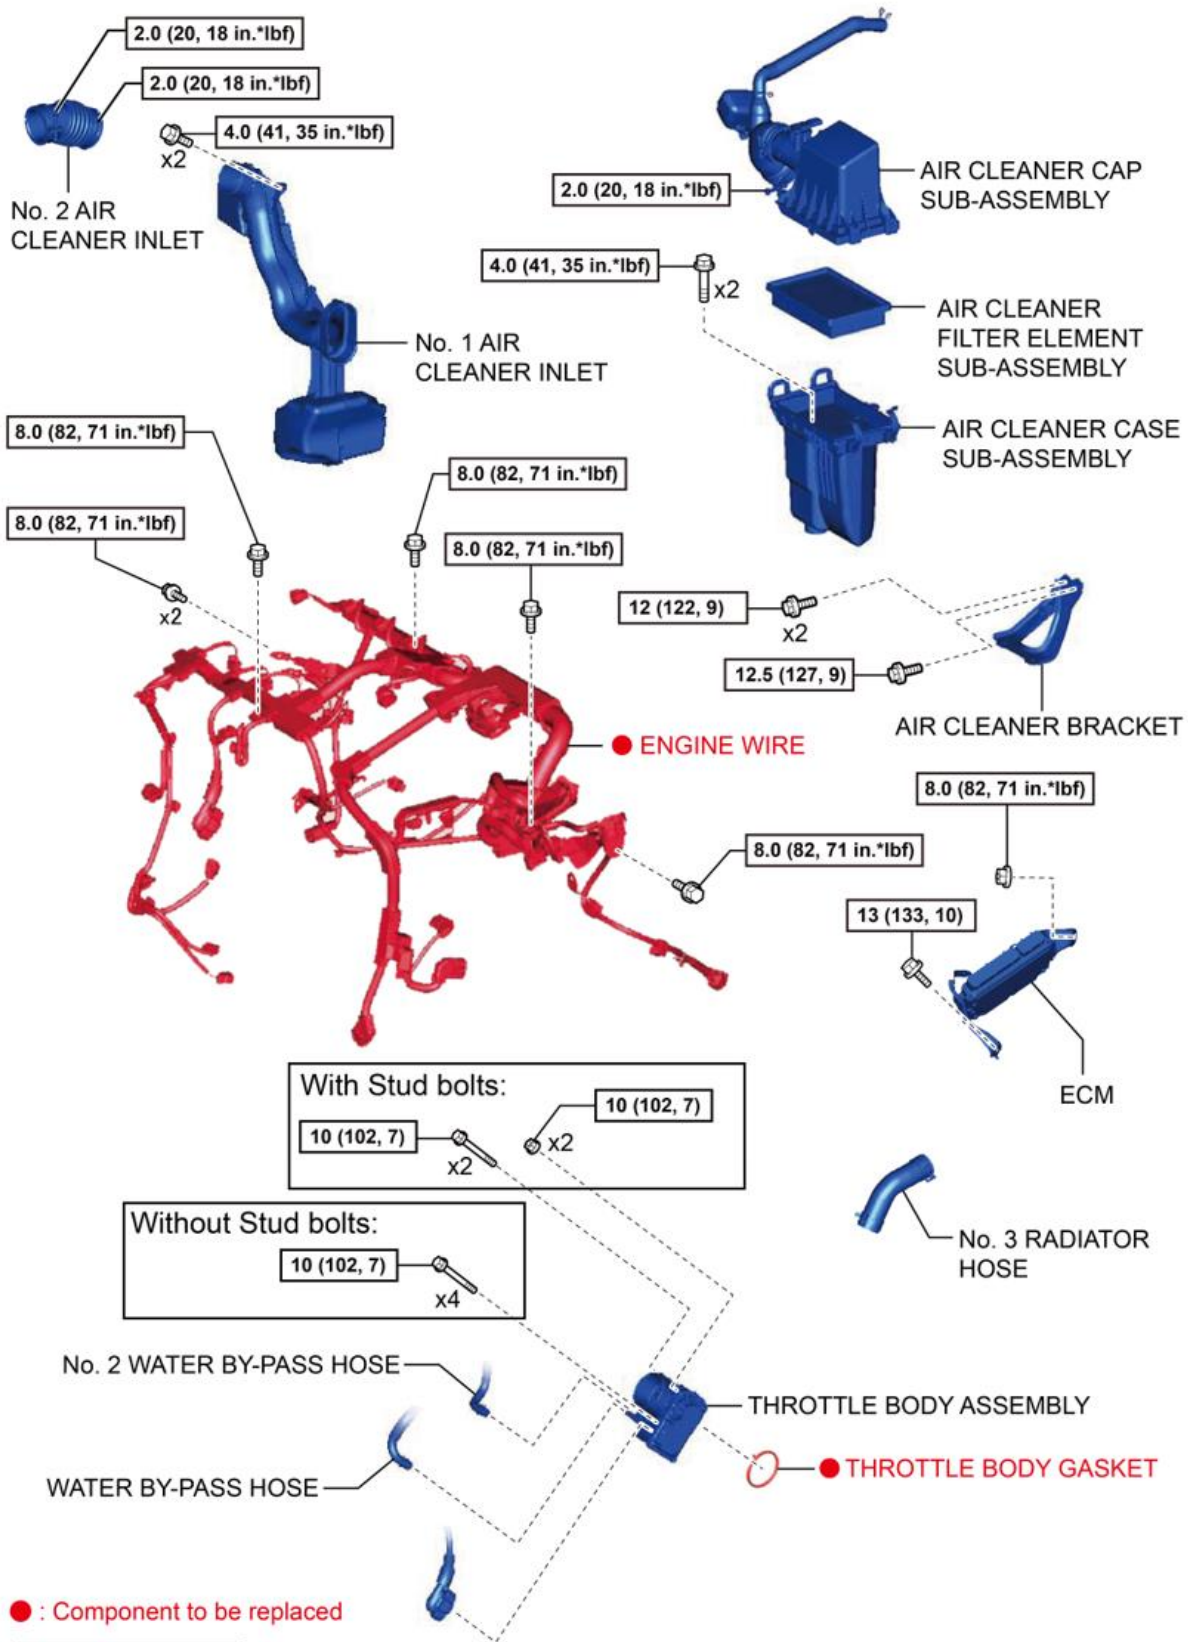 2.0 (20, 18 in.*lbf)
2.0 (20, 18 in.*lbf)
4.0 (41, 35 in.*lbf)
x2
No. 2 AIR
CLEANER INLET
AIR CLEANER CAP
SUB-ASSEMBLY
2.0 (20, 18 in.*lbf)
4.0 (41, 35 in.*lbf)
x2
AIR CLEANER
FILTER ELEMENT
SUB-ASSEMBLY
No. 1 AIR
CLEANER INLET
AIR CLEANER CASE
SUB-ASSEMBLY
8.0 (82, 71 in.*lbf)
8.0 (82, 71 in.*lbf)
8.0 (82, 71 in.*lbf)
x2
8.0 (82, 71 in.*lbf)
12 (122, 9)
x2
12.5 (127, 9)
AIR CLEANER BRACKET
ENGINE WIRE
8.0 (82, 71 in.*lbf)
8.0 (82, 71 in.*lbf)
13 (133, 10)
ECM
With Stud bolts:
10 (102, 7)
x2
10 (102, 7)
x2
Without Stud bolts:
10 (102, 7)
x4
No. 3 RADIATOR
HOSE
No. 2 WATER BY-PASS HOSE
THROTTLE BODY ASSEMBLY
THROTTLE BODY GASKET
WATER BY-PASS HOSE
: Component to be replaced